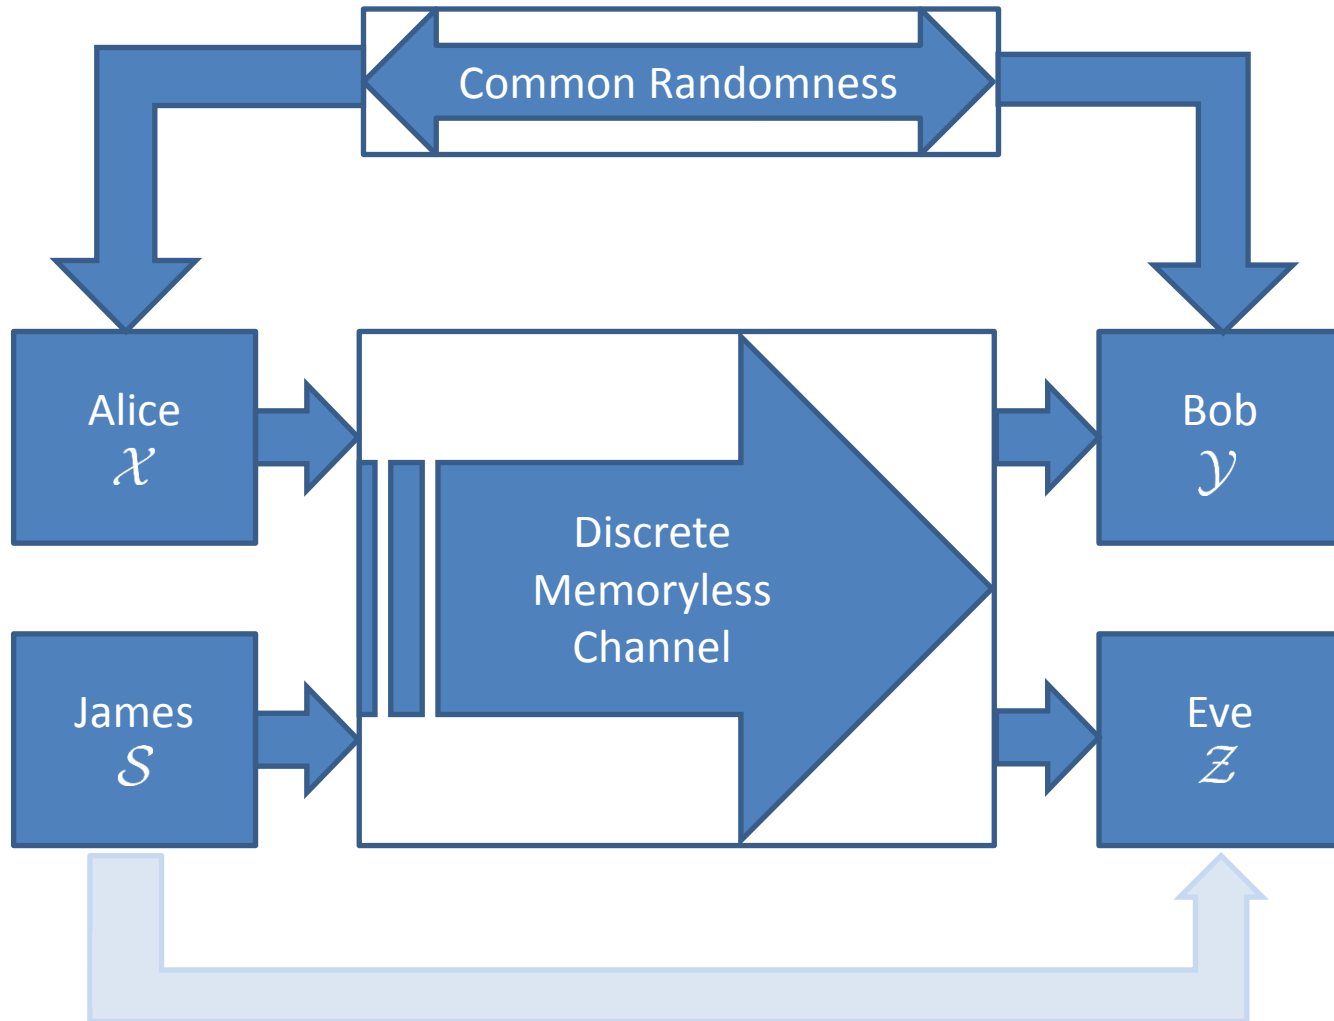 Common Randomness
Alice
𝒳
Bob
𝒴
Discrete
Memoryless
Channel
James
𝒮
Eve
𝒵